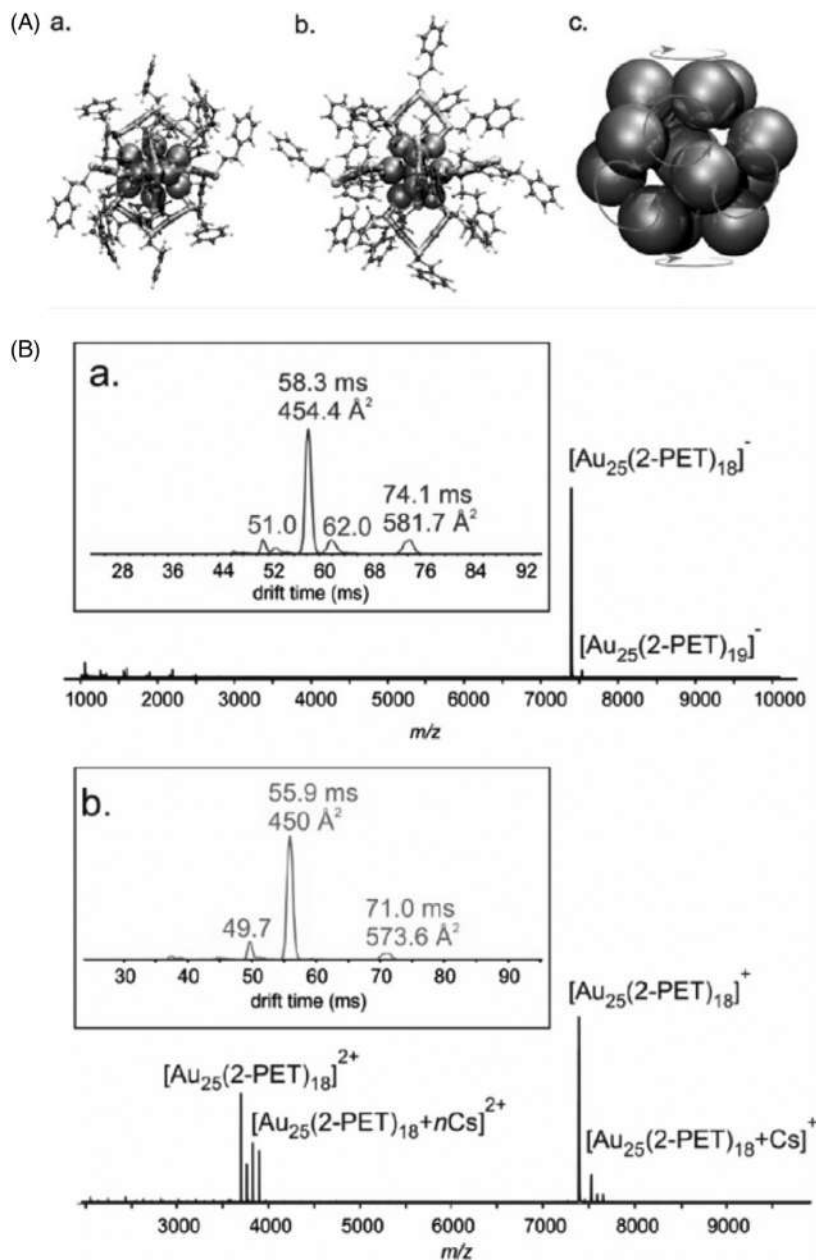 (A) a. b. c.
(B)
a.
58.3 ms
454.4 Å²
74.1 ms
581.7 Å²
51.0 62.0
28 36 44 52 60 68 76 84 92
drift time (ms)
[Au₂₅(2-PET)₁₈]⁻
[Au₂₅(2-PET)₁₉]⁻
1000 2000 3000 4000 5000 6000 7000 8000 9000 10000
m/z
b.
55.9 ms
450 Å²
71.0 ms
573.6 Å²
49.7
30 40 50 60 70 80 90
drift time (ms)
[Au₂₅(2-PET)₁₈]⁺
[Au₂₅(2-PET)₁₈]²⁺
[Au₂₅(2-PET)₁₈+nCs]²⁺
[Au₂₅(2-PET)₁₈+Cs]⁺
3000 4000 5000 6000 7000 8000 9000
m/z